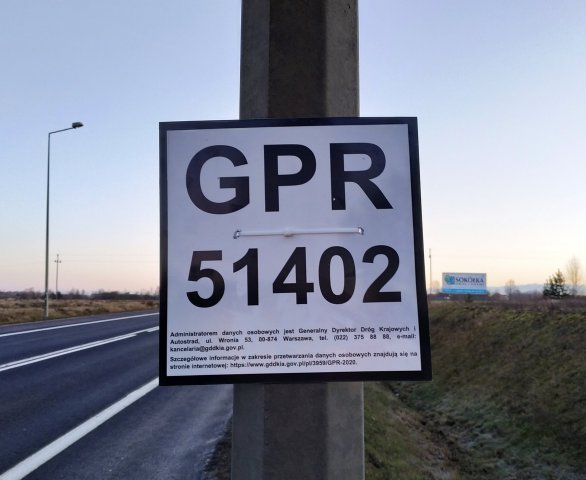 GPR
51402
Administratorem danych osobowych jest Generalny Dyrektor Dróg Krajowych i
Autostrad, ul. Wronia 53, 00-874 Warszawa, tel. (022) 375 88 88, e-mail:
kancelaria@gddkia.gov.pl.
Szczegółowe informacje w zakresie przetwarzania danych osobowych znajdują się na
stronie internetowej: https://www.gddkia.gov.pl/pl/3959/GPR-2020.
SOKÓŁKA